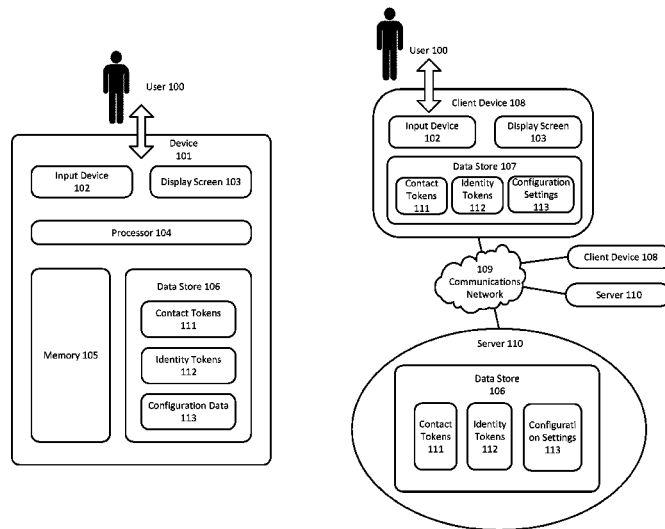 User 100
Device
101
Input Device
102
Display Screen 103
Processor 104
Memory 105
Data Store 106
Contact Tokens
111
Identity Tokens
112
Configuration Data
113
User 100
Client Device 108
Input Device
102
Display Screen
103
Data Store 107
Contact
Tokens
111
Identity
Tokens
112
Configuration
Settings
113
109
Communications
Network
Client Device 108
Server 110
Server 110
Data Store
106
Contact
Tokens
111
Identity
Tokens
112
Configurati
on Settings
113